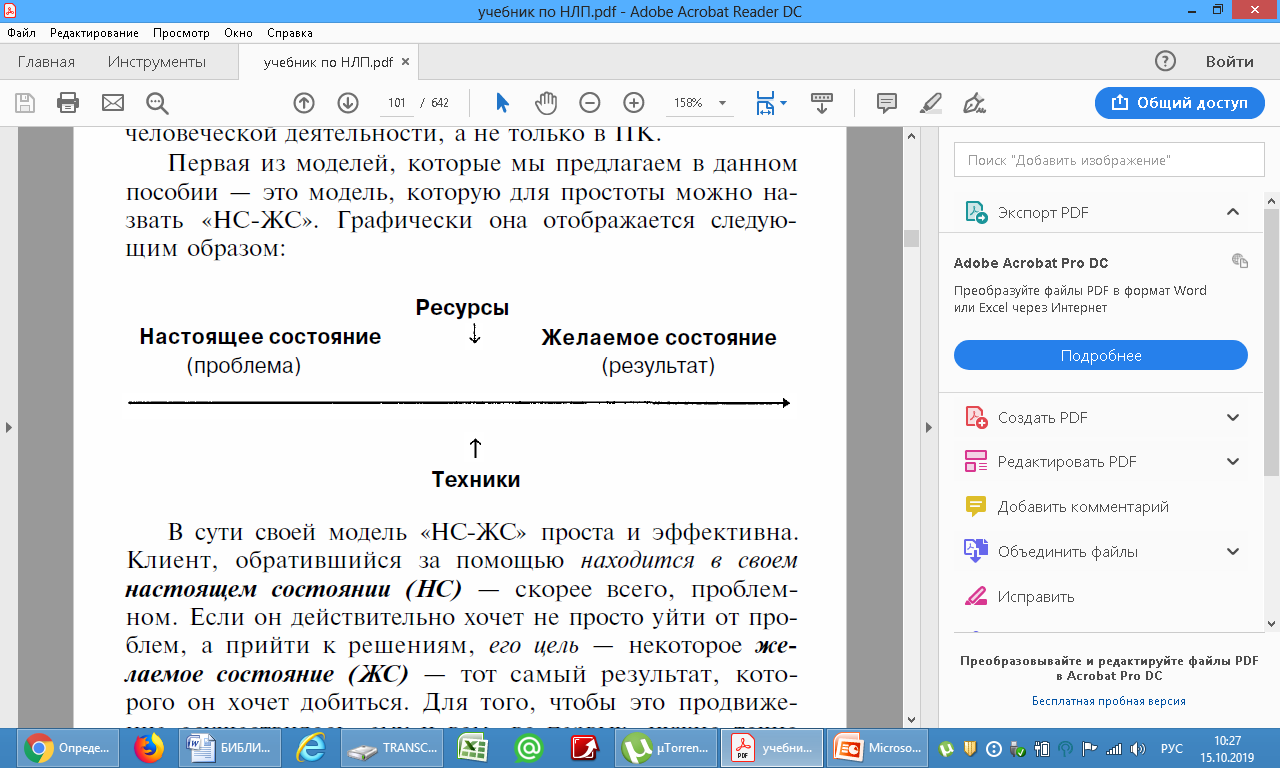 учебник по НЛП.pdf - Adobe Acrobat Reader DC
Файл Редактирование Просмотр Окно Справка
Главная Инструменты учебник по НЛП.pdf × Войти
101 / 642 158% Общий доступ
человеческой деятельности, а не только в ПК.
Первая из моделей, которые мы предлагаем в данном
пособии — это модель, которую для простоты можно на-
звать «НС-ЖС». Графически она отображается следую-
щим образом:
Ресурсы
Настоящее состояние
(проблема)
Желаемое состояние
(результат)
Техники
В сути своей модель «НС-ЖС» проста и эффективна.
Клиент, обратившийся за помощью находится в своем
настоящем состоянии (НС) — скорее всего, проблем-
ном. Если он действительно хочет не просто уйти от про-
блем, а прийти к решениям, его цель — некоторое же-
лаемое состояние (ЖС) — тот самый результат, кото-
рого он хочет добиться. Для того, чтобы это продвиже-
Поиск "Добавить изображение"
Экспорт PDF
Adobe Acrobat Pro DC
Преобразуйте файлы PDF в формат Word
или Excel через Интернет
Подробнее
Создать PDF
Редактировать PDF
Добавить комментарий
Объединить файлы
Исправить
Преобразовывайте и редактируйте файлы PDF
в Acrobat Pro DC
Бесплатная пробная версия
Опреде... БИБЛИ... TRANSC... µTorren... учебни... Microso... РУС
10:27
15.10.2019